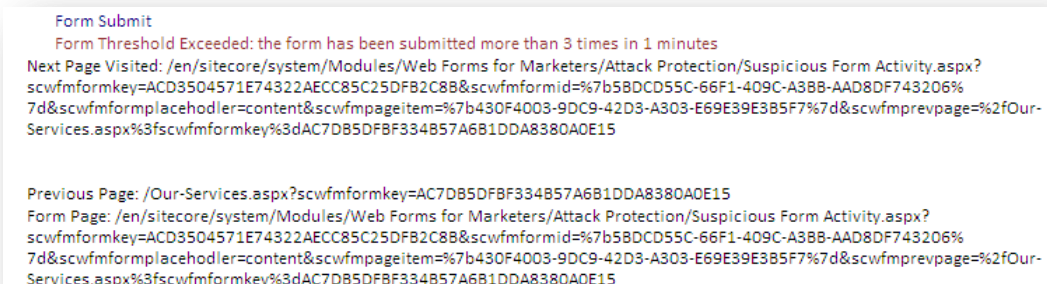 Form Submit
Form Threshold Exceeded: the form has been submitted more than 3 times in 1 minutes
Next Page Visited: /en/sitecore/system/Modules/Web Forms for Marketers/Attack Protection/Suspicious Form Activity.aspx?
scwfmformkey=ACD3504571E74322AECC85C25DFB2C8B&scwfmformid=%7b5BDCD55C-66F1-409C-A3BB-AAD8DF743206%
7d&scwfmformplacehodler=content&scwfmpageitem=%7b430F4003-9DC9-42D3-A303-E69E39E3B5F7%7d&scwfmprevpage=%2fOur-
Services.aspx%3fscwfmformkey%3dAC7DB5DFBF334B57A6B1DDA8380A0E15
Previous Page: /Our-Services.aspx?scwfmformkey=AC7DB5DFBF334B57A6B1DDA8380A0E15
Form Page: /en/sitecore/system/Modules/Web Forms for Marketers/Attack Protection/Suspicious Form Activity.aspx?
scwfmformkey=ACD3504571E74322AECC85C25DFB2C8B&scwfmformid=%7b5BDCD55C-66F1-409C-A3BB-AAD8DF743206%
7d&scwfmformplacehodler=content&scwfmpageitem=%7b430F4003-9DC9-42D3-A303-E69E39E3B5F7%7d&scwfmprevpage=%2fOur-
Services.aspx%3fscwfmformkey%3dAC7DB5DFBF334B57A6B1DDA8380A0E15